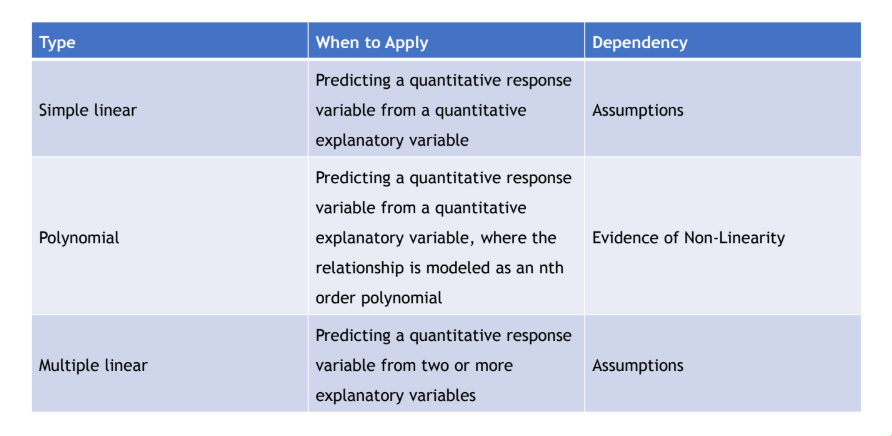 Type
When to Apply
Dependency
Simple linear
Predicting a quantitative response
variable from a quantitative
explanatory variable
Assumptions
Polynomial
Predicting a quantitative response
variable from a quantitative
explanatory variable, where the
relationship is modeled as an nth
order polynomial
Evidence of Non-Linearity
Multiple linear
Predicting a quantitative response
variable from two or more
explanatory variables
Assumptions